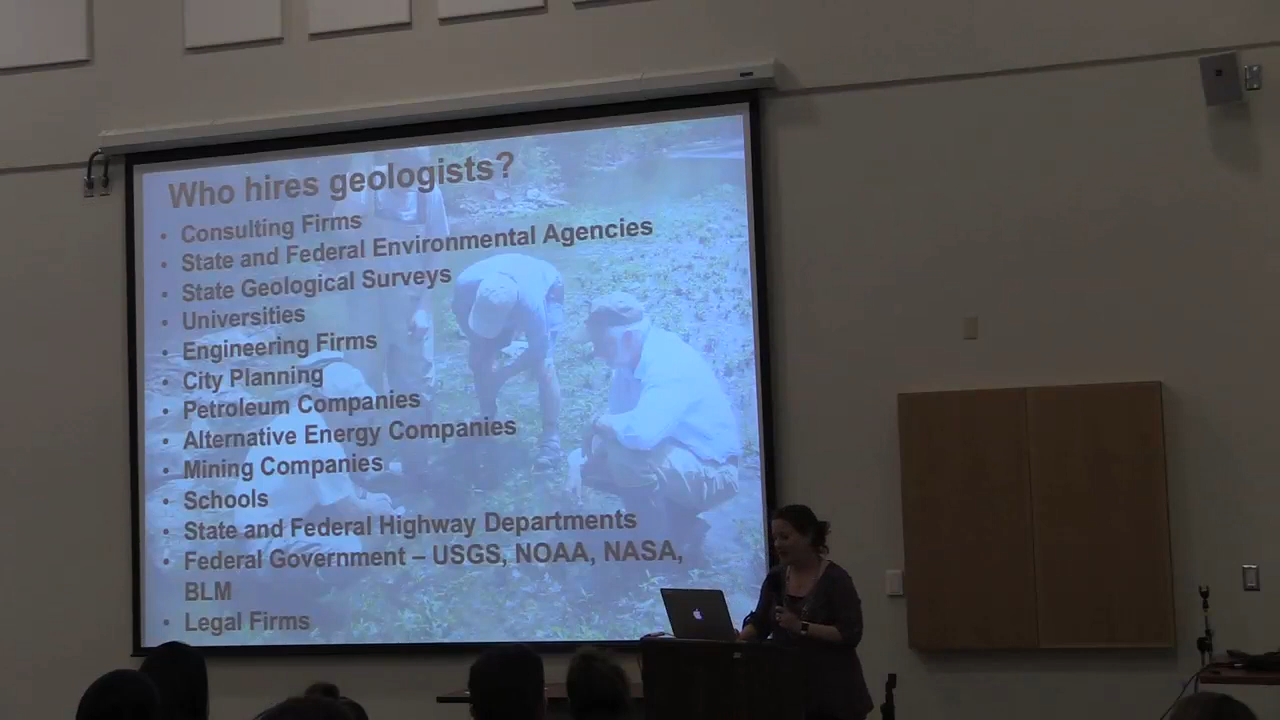 Who hires geologists?
• Consulting Firms
• State and Federal Environmental Agencies
• State Geological Surveys
• Universities
• Engineering Firms
• City Planning
• Petroleum Companies
• Alternative Energy Companies
• Mining Companies
• Schools
• State and Federal Highway Departments
• Federal Government – USGS, NOAA, NASA,
BLM
• Legal Firms